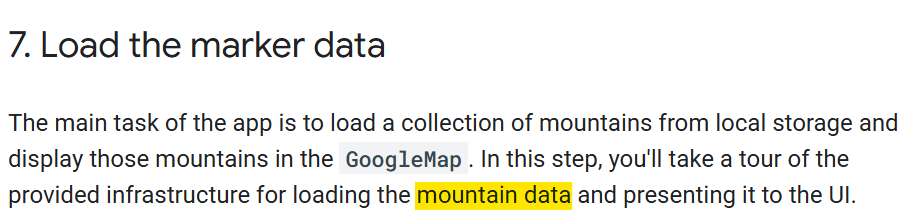 7. Load the marker data
The main task of the app is to load a collection of mountains from local storage and
display those mountains in the GoogleMap. In this step, you'll take a tour of the
provided infrastructure for loading the mountain data and presenting it to the UI.